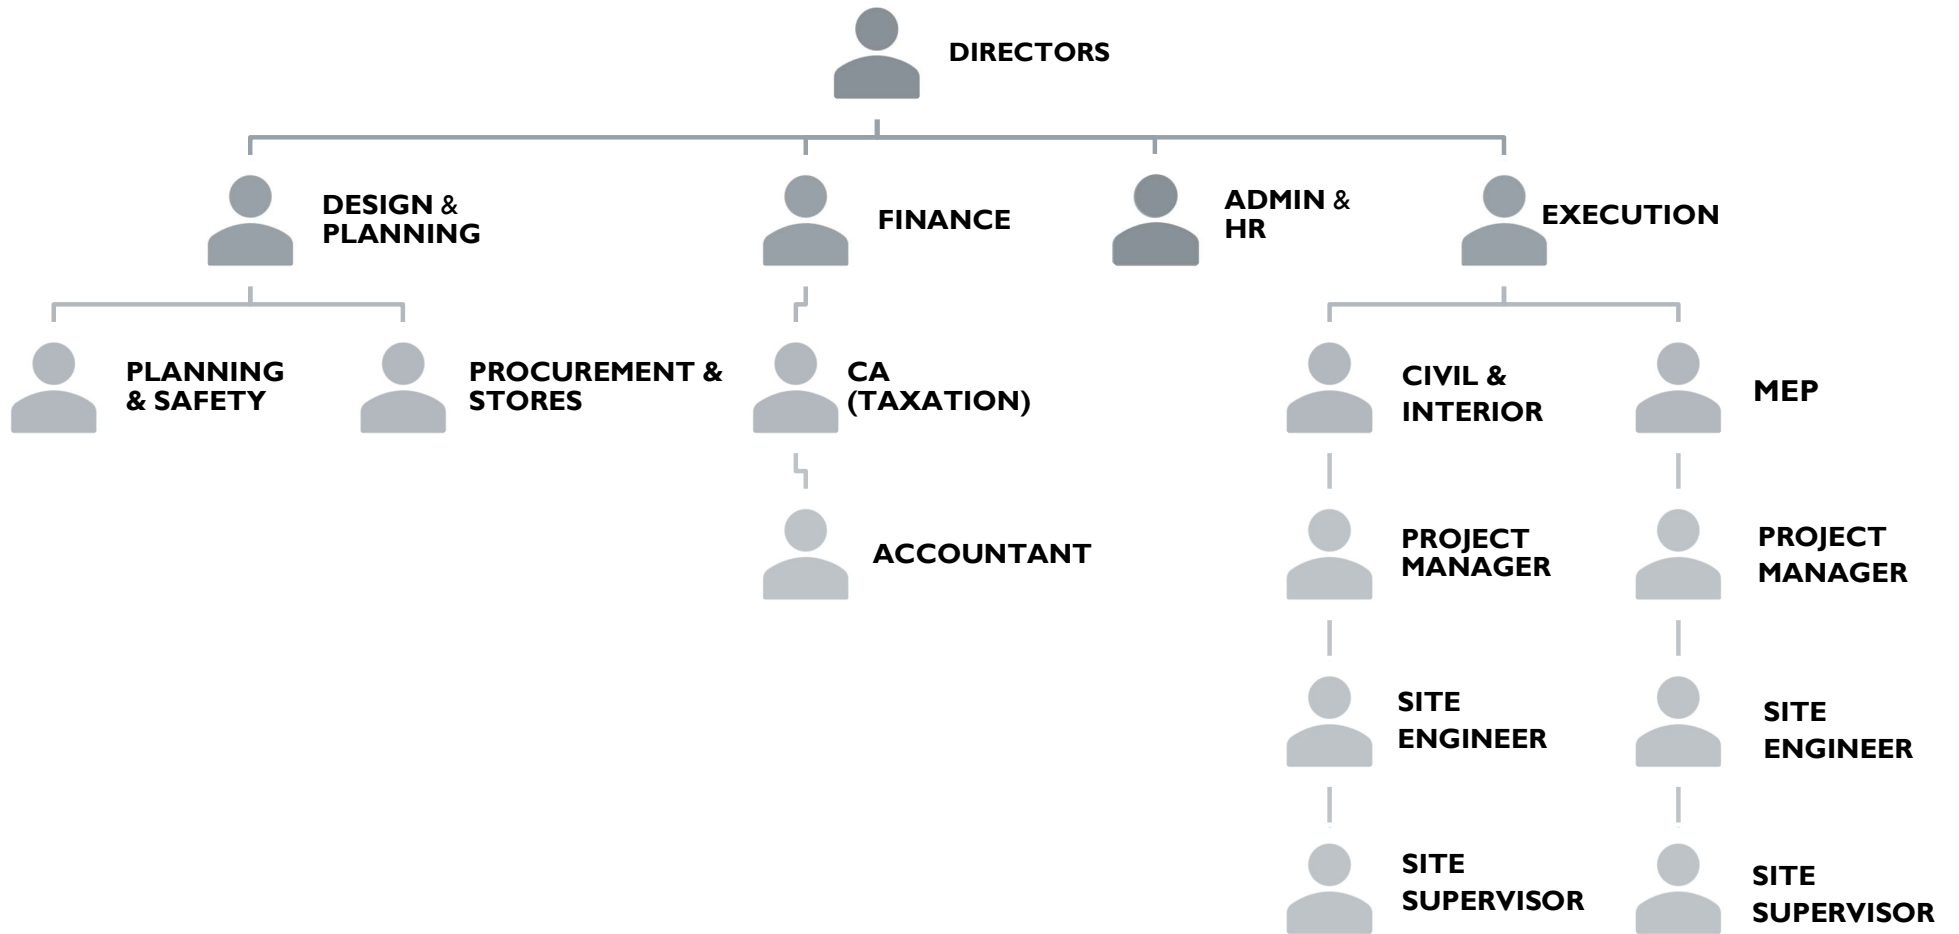 DIRECTORS
DESIGN &
PLANNING
FINANCE
ADMIN &
HR
EXECUTION
PLANNING
& SAFETY
PROCUREMENT &
STORES
CA
(TAXATION)
CIVIL &
INTERIOR
MEP
ACCOUNTANT
PROJECT
MANAGER
PROJECT
MANAGER
SITE
ENGINEER
SITE
ENGINEER
SITE
SUPERVISOR
SITE
SUPERVISOR